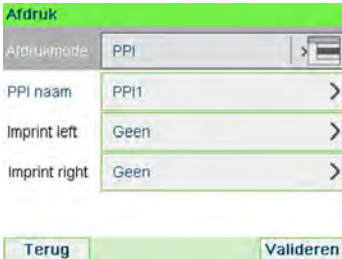 Afdruk
Afdrukmode PPI
PPI naam PPI1
Imprint left Geen
Imprint right Geen
Terug Valideren